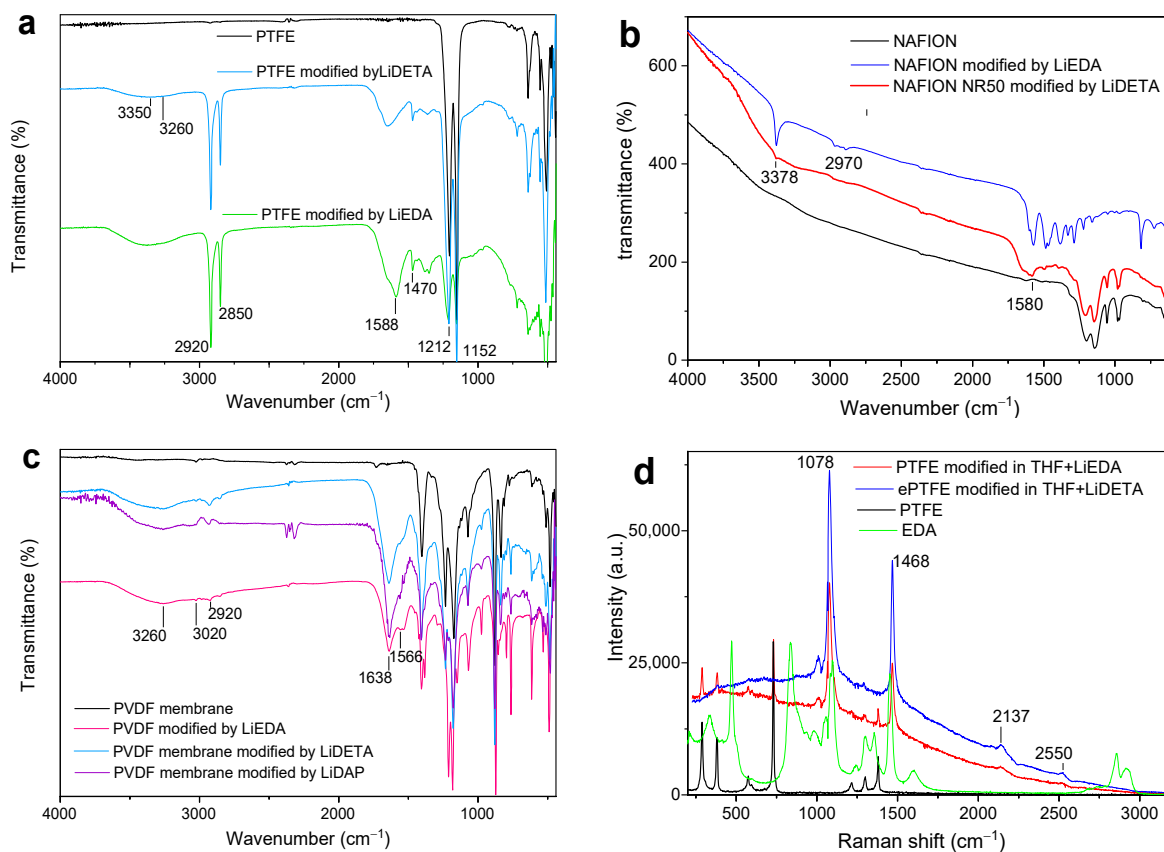 a
PTFE
PTFE modified byLiDETA
3350
3260
PTFE modified by LiEDA
2920
2850
1588
1470
1212
1152
Transmittance (%)
4000
3000
2000
1000
Wavenumber (cm⁻¹)
b
NAFION
NAFION modified by LiEDA
NAFION NR50 modified by LiDETA
600
400
200
0
3378
2970
1580
transmittance (%)
4000
3500
3000
2500
2000
1500
1000
Wavenumber (cm⁻¹)
c
3260
3020
2920
1638
1566
PVDF membrane
PVDF modified by LiEDA
PVDF membrane modified by LiDETA
PVDF membrane modified by LiDAP
Transmittance (%)
4000
3000
2000
1000
Wavenumber (cm⁻¹)
d
1078
PTFE modified in THF+LiEDA
ePTFE modified in THF+LiDETA
PTFE
EDA
1468
2137
2550
50,000
25,000
0
Intensity (a.u.)
500
1000
1500
2000
2500
3000
Raman shift (cm⁻¹)